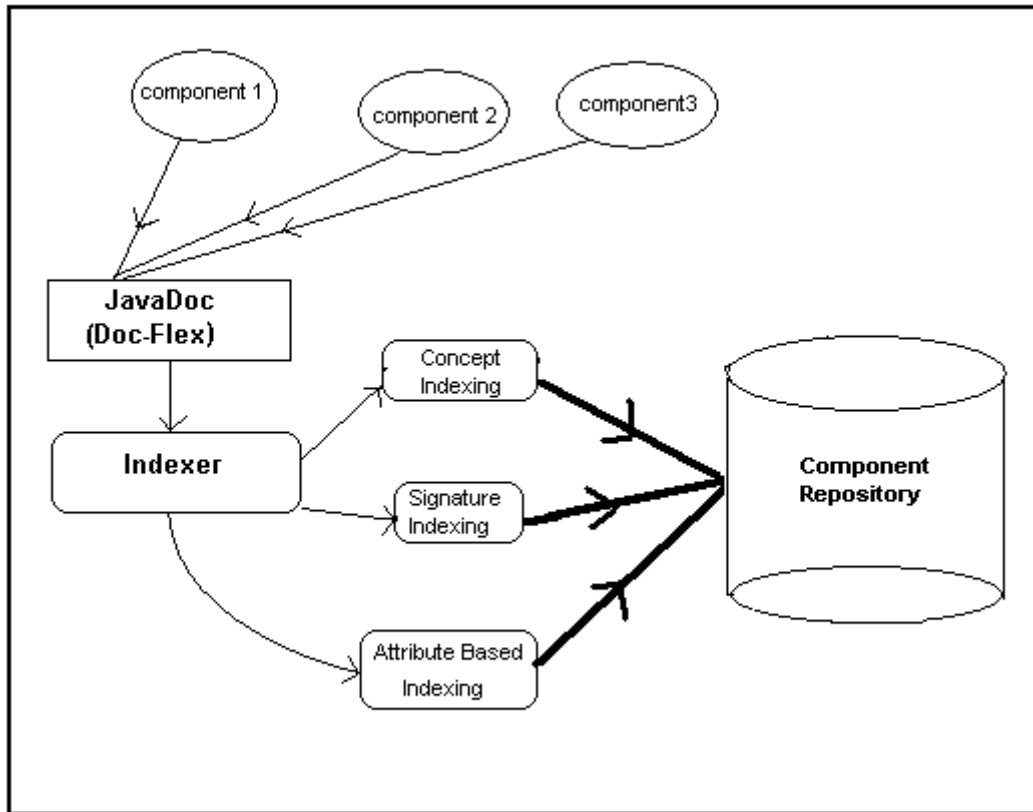 component 1
component 2
component3
JavaDoc
(Doc-Flex)
Concept
Indexing
Indexer
Signature
Indexing
Component
Repository
Attribute Based
Indexing